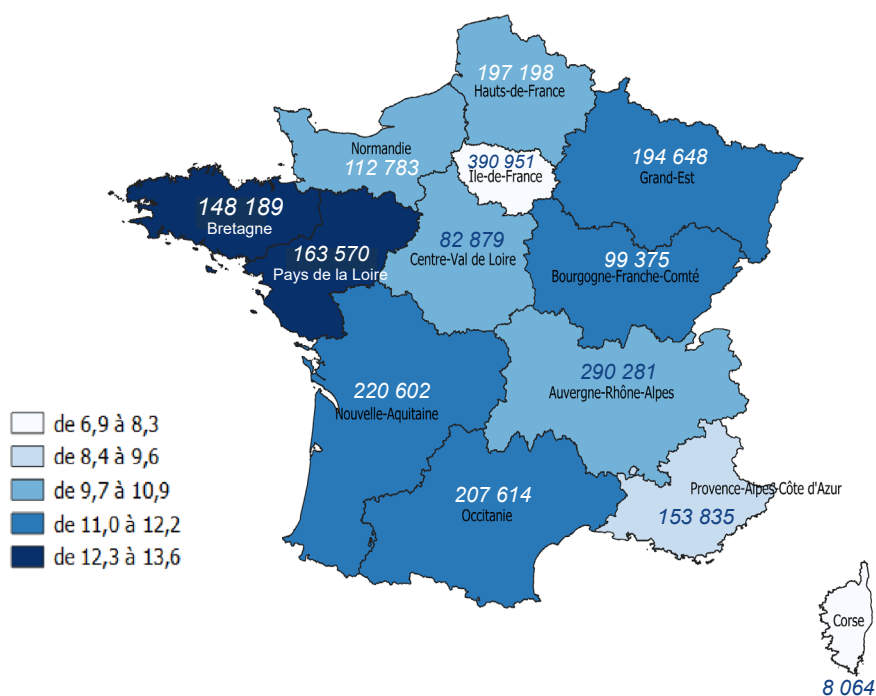 197 198
Hauts-de-France
Normandie
112 783
390 951
Ile-de-France
194 648
Grand-Est
148 189
Bretagne
163 570
Pays de la Loire
82 879
Centre-Val de Loire
99 375
Bourgogne-Franche-Comté
290 281
Auvergne-Rhône-Alpes
220 602
Nouvelle-Aquitaine
207 614
Occitanie
Provence-Alpes-Côte d'Azur
153 835
Corse
8 064
de 6,9 à 8,3
de 8,4 à 9,6
de 9,7 à 10,9
de 11,0 à 12,2
de 12,3 à 13,6